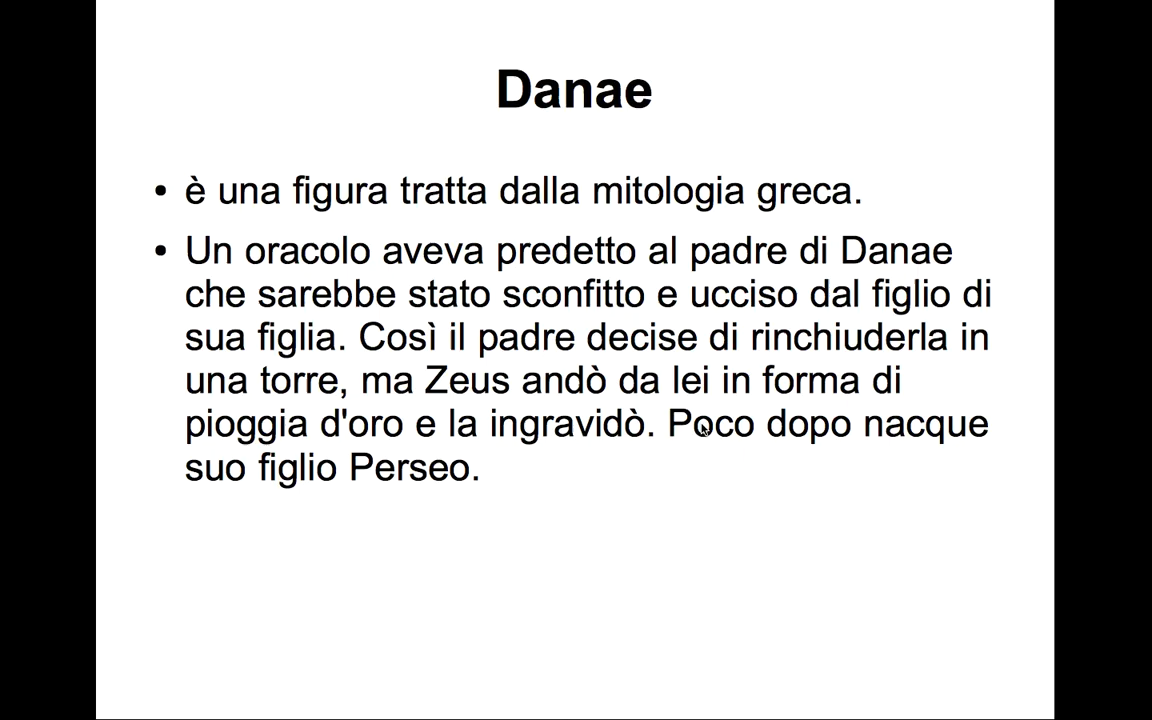 Danae
• è una figura tratta dalla mitologia greca.
• Un oracolo aveva predetto al padre di Danae
che sarebbe stato sconfitto e ucciso dal figlio di
sua figlia. Così il padre decise di rinchiuderla in
una torre, ma Zeus andò da lei in forma di
pioggia d'oro e la ingravidò. Poco dopo nacque
suo figlio Perseo.